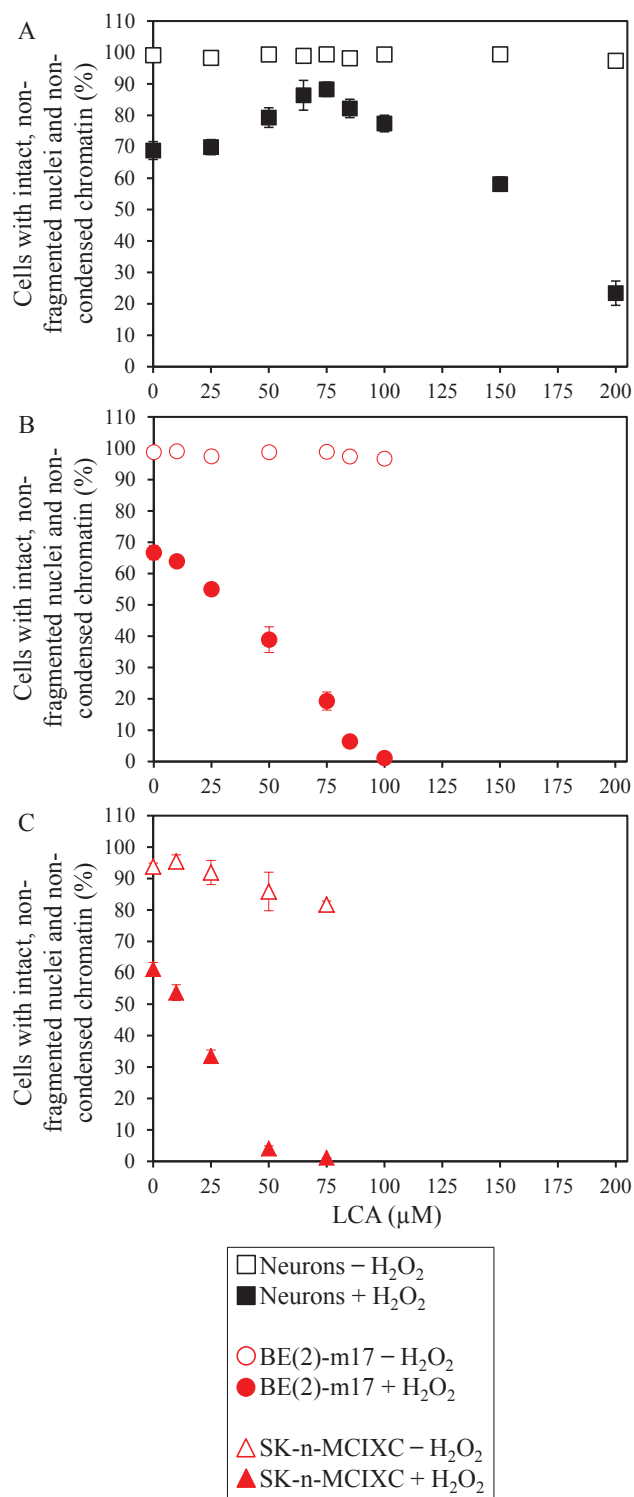 A
Cells with intact, non-
fragmented nuclei and non-
condensed chromatin (%)
110
100
90
80
70
60
50
40
30
20
10
0
0 25 50 75 100 125 150 175 200
B
Cells with intact, non-
fragmented nuclei and non-
condensed chromatin (%)
110
100
90
80
70
60
50
40
30
20
10
0
0 25 50 75 100 125 150 175 200
C
Cells with intact, non-
fragmented nuclei and non-
condensed chromatin (%)
110
100
90
80
70
60
50
40
30
20
10
0
0 25 50 75 100 125 150 175 200
LCA (µM)
Neurons – H₂O₂
Neurons + H₂O₂
BE(2)-m17 – H₂O₂
BE(2)-m17 + H₂O₂
SK-n-MCIXC – H₂O₂
SK-n-MCIXC + H₂O₂